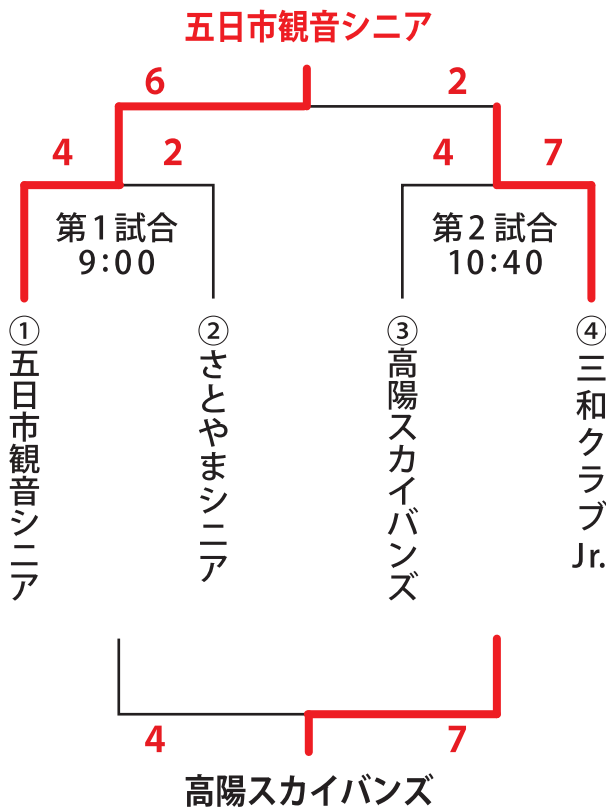 五日市観音シニア
6
2
4
2
4
7
第1試合
9:00
第2試合
10:40
①五日市観音シニア
②さとやまシニア
③高陽スカイバンズ
④三和クラブJr.
4
7
高陽スカイバンズ